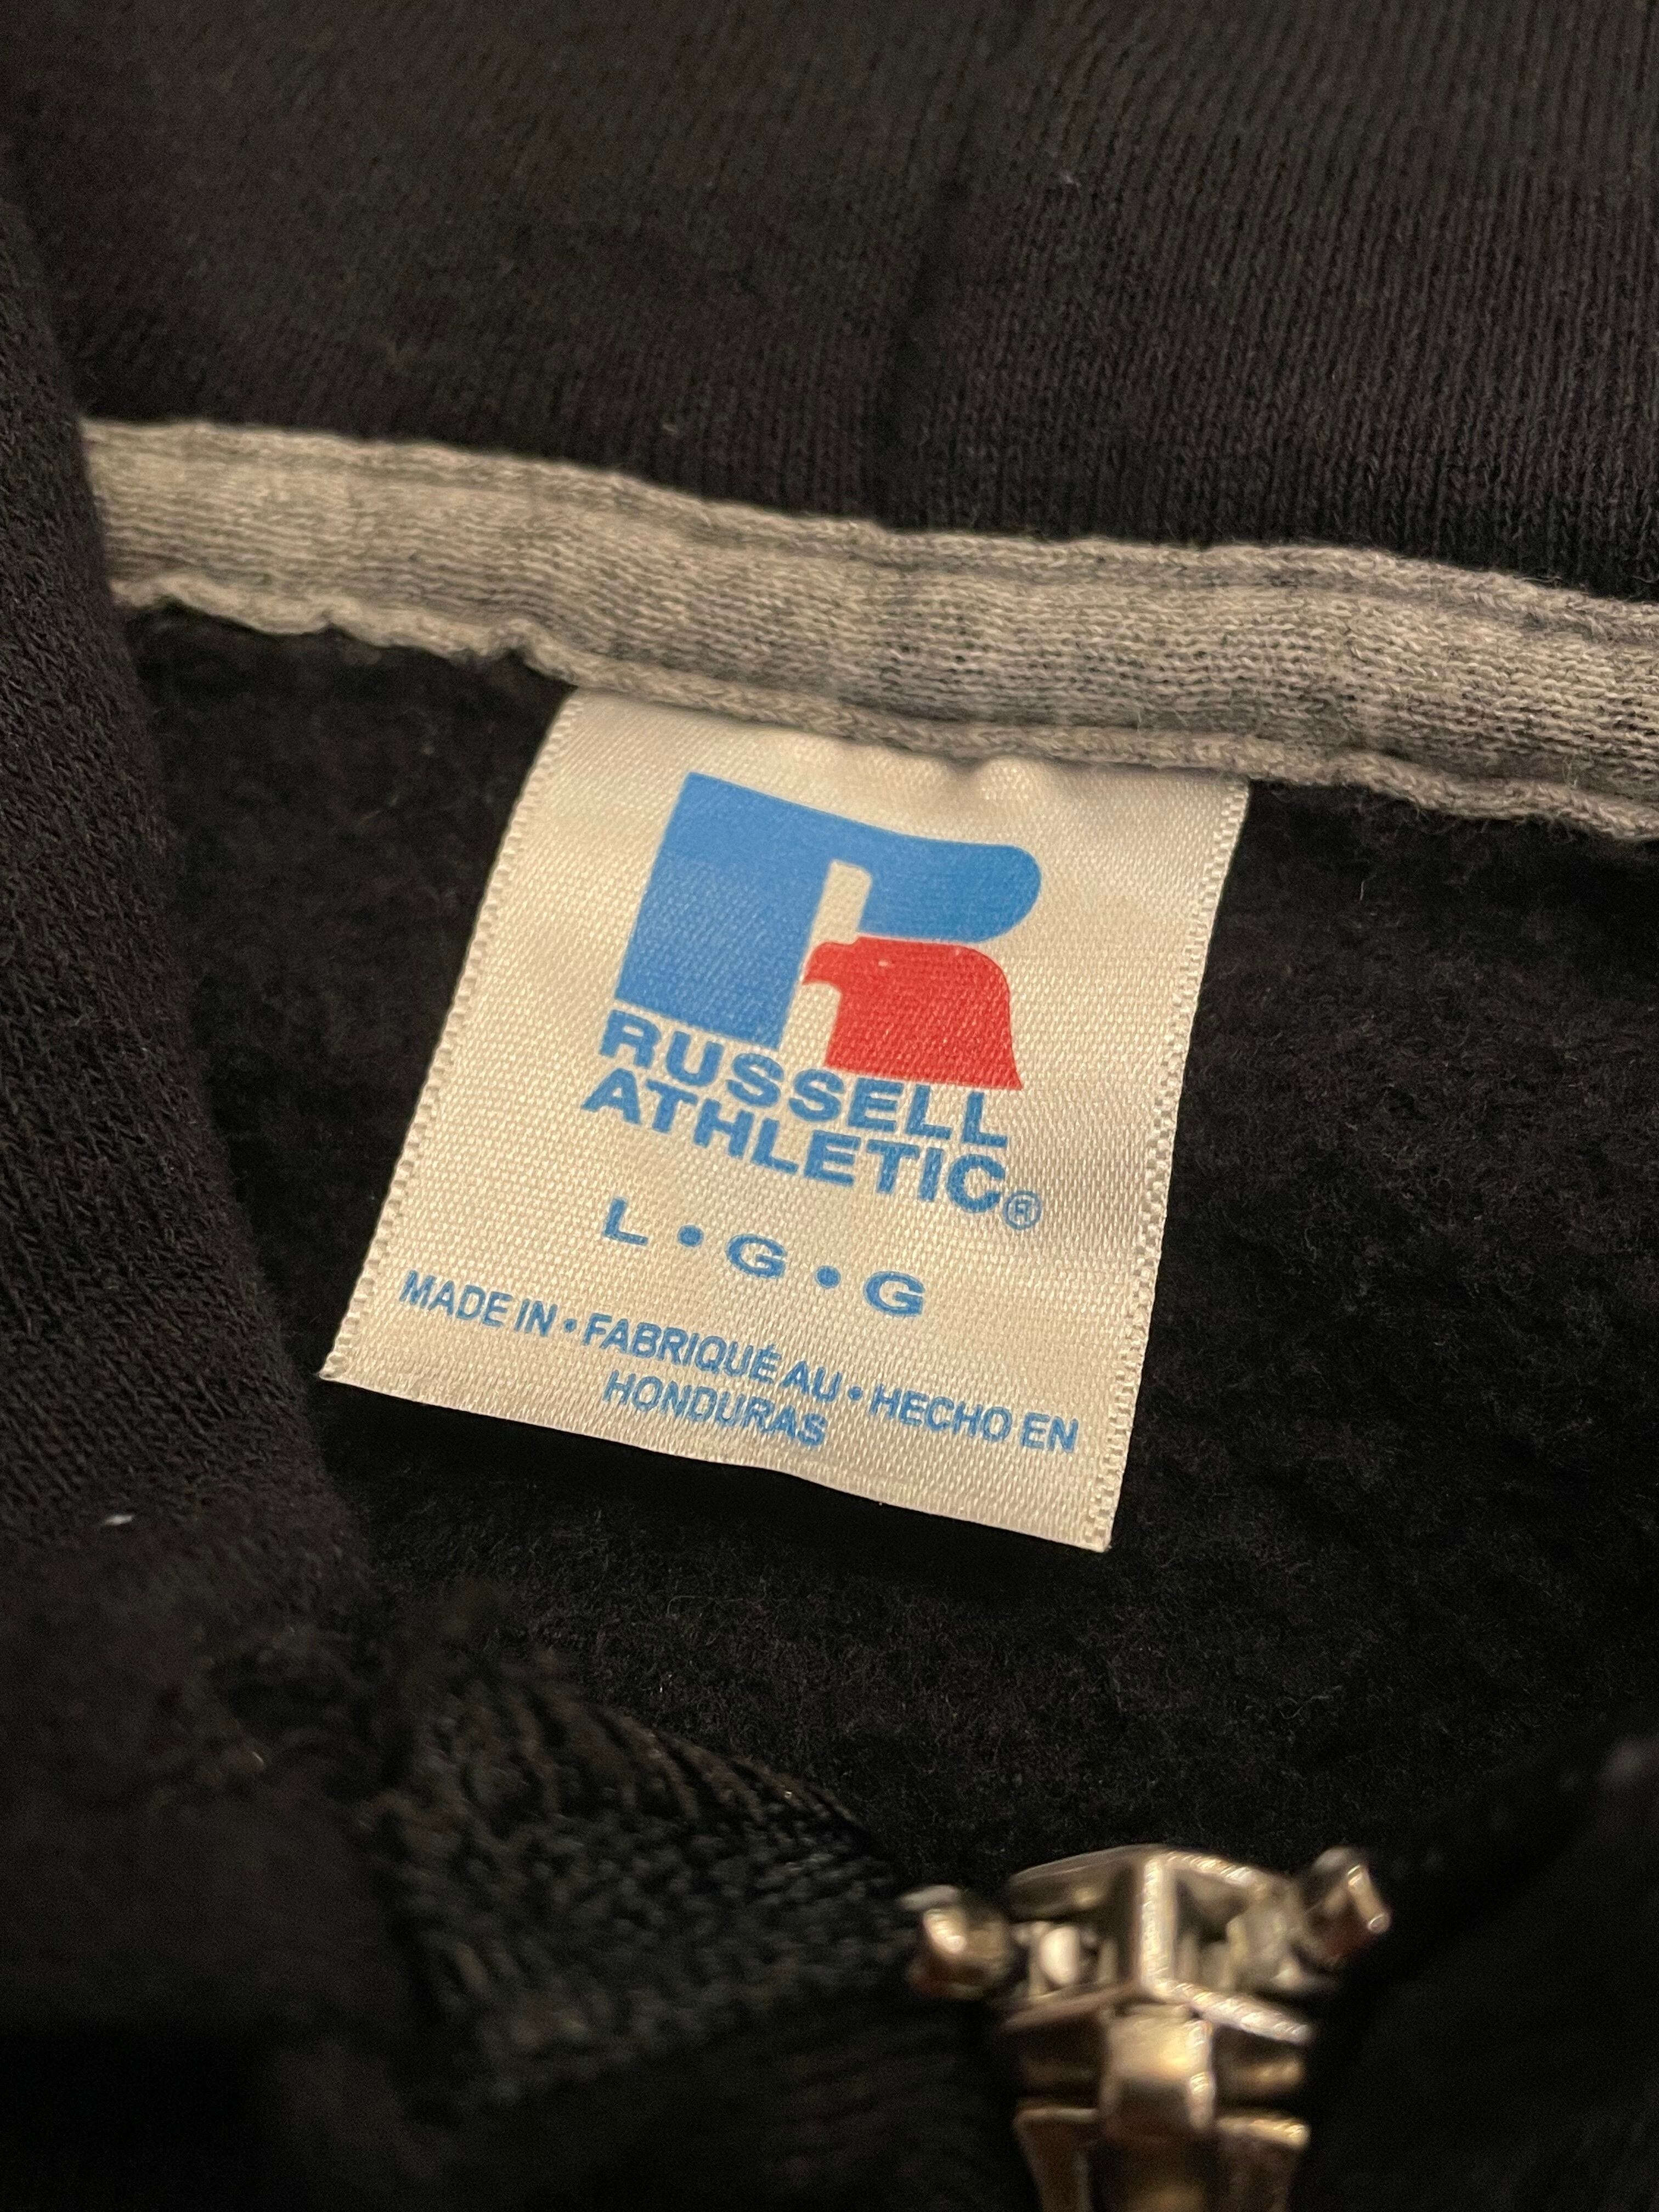 RUSSELL
ATHLETIC®
L • G • G
MADE IN • FABRIQUÉ AU • HECHO EN
HONDURAS